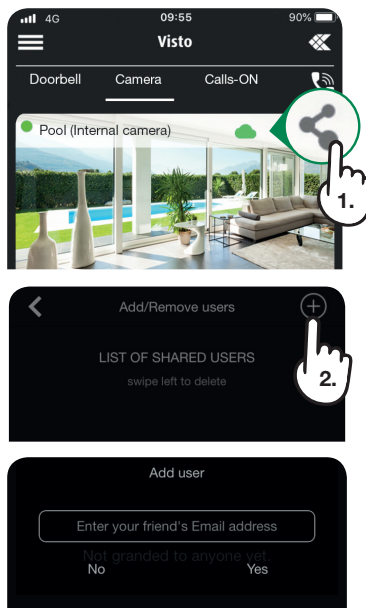 4G 09:55 90%
Visto
Doorbell Camera Calls-ON
Pool (Internal camera)
1.
Add/Remove users
LIST OF SHARED USERS
swipe left to delete
2.
Add user
Enter your friend's Email address
Not granded to anyone yet.
No Yes